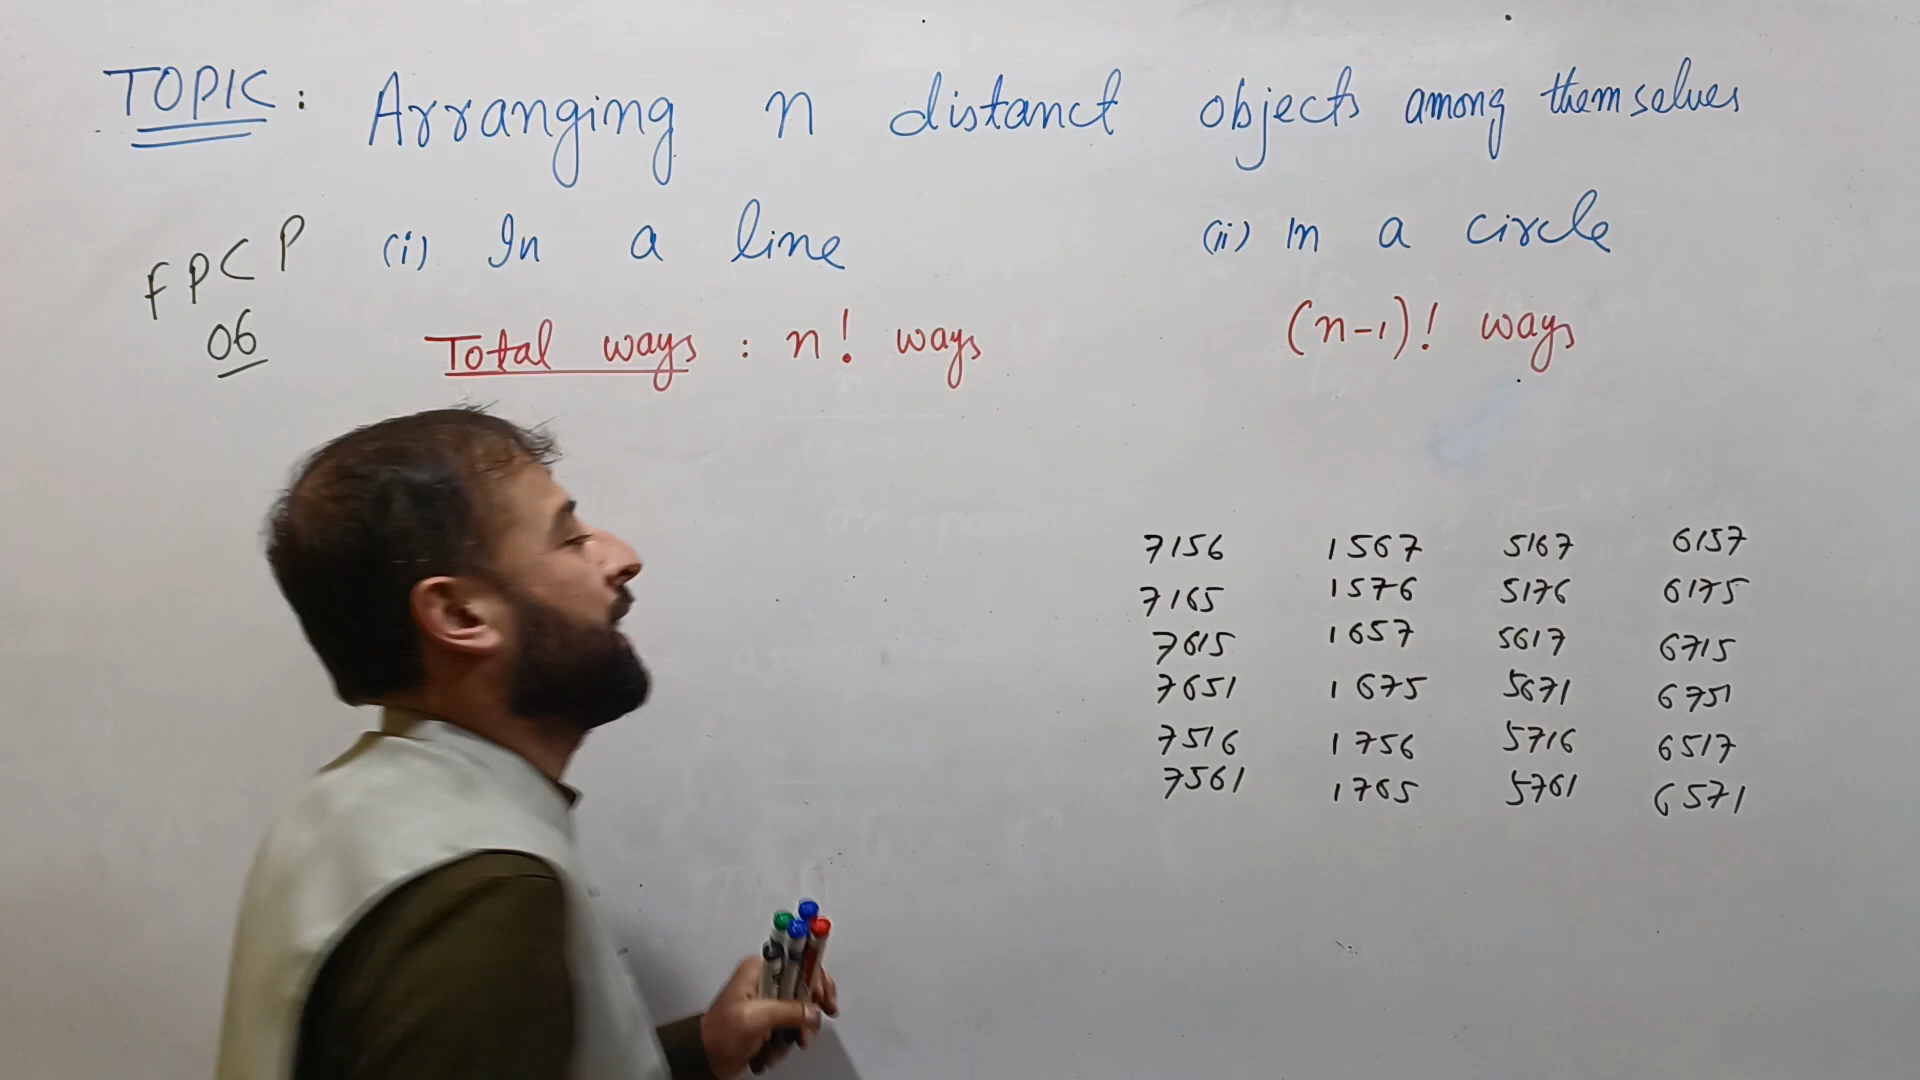 TOPIC : Arranging n distanct objects among themselves
FPCP
06
(i) In a line
(ii) In a circle
Total ways : n! ways
(n-1)! ways
7156 1567 5167 6157
7165 1576 5176 6175
7615 1657 5617 6715
7651 1675 5671 6751
7516 1756 5716 6517
7561 1765 5761 6571